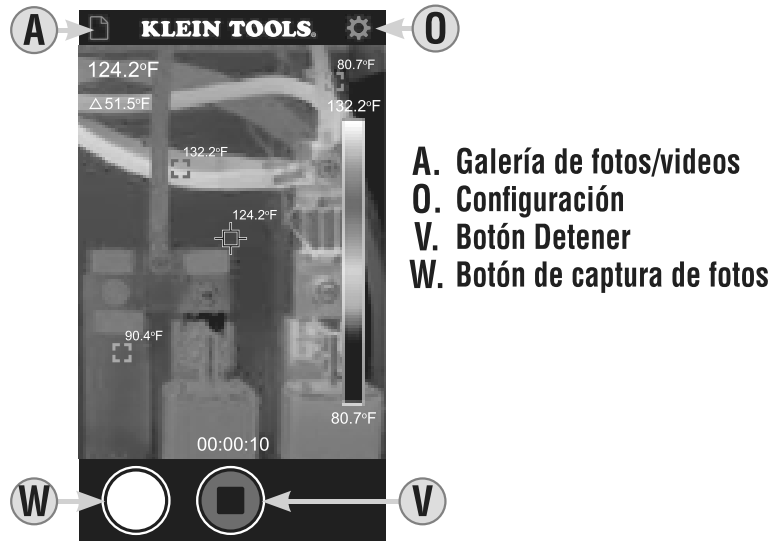 A
KLEIN TOOLS®
O
124.2°F
80.7°F
△51.5°F
132.2°F
132.2°F
124.2°F
90.4°F
80.7°F
00:00:10
W
V
A. Galería de fotos/videos
O. Configuración
V. Botón Detener
W. Botón de captura de fotos